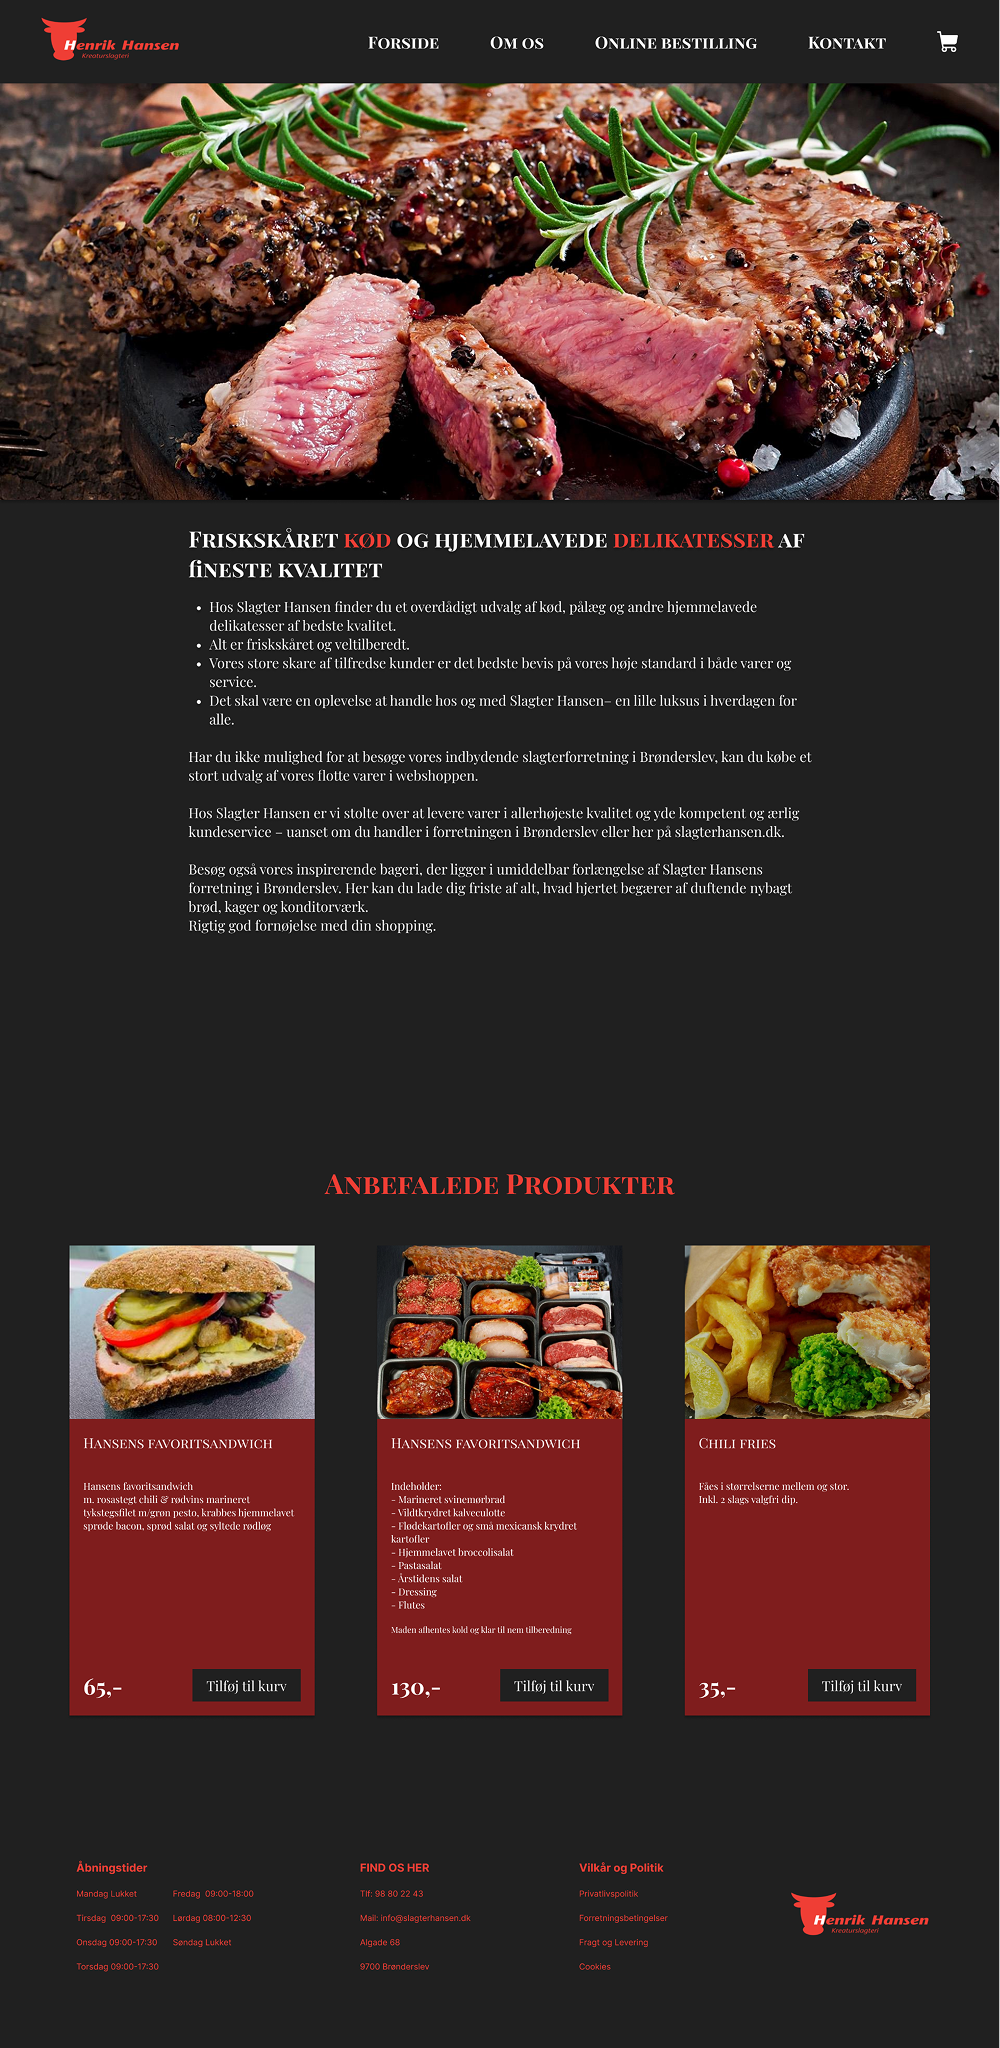 Henrik Hansen
Kreaturslagteri
Forside
Om os
Online bestilling
Kontakt
Friskskåret kød og hjemmelavede delikatesser af
fineste kvalitet
• Hos Slagter Hansen finder du et overdådigt udvalg af kød, pålæg og andre hjemmelavede
delikatesser af bedste kvalitet.
• Alt er friskskåret og veltilberedt.
• Vores store skare af tilfredse kunder er det bedste bevis på vores høje standard i både varer og
service.
• Det skal være en oplevelse at handle hos og med Slagter Hansen– en lille luksus i hverdagen for
alle.
Har du ikke mulighed for at besøge vores indbydende slagterforretning i Brønderslev, kan du købe et
stort udvalg af vores flotte varer i webshoppen.
Hos Slagter Hansen er vi stolte over at levere varer i allerhøjeste kvalitet og yde kompetent og ærlig
kundeservice – uanset om du handler i forretningen i Brønderslev eller her på slagterhansen.dk.
Besøg også vores inspirerende bageri, der ligger i umiddelbar forlængelse af Slagter Hansens
forretning i Brønderslev. Her kan du lade dig friste af alt, hvad hjertet begærer af duftende nybagt
brød, kager og konditorværk.
Rigtig god fornøjelse med din shopping.
Anbefalede Produkter
Hansens favoritsandwich
Hansens favoritsandwich
m. rosastegt chili & rødvins marineret
tykstegsfilet m/grøn pesto, krabbes hjemmelavet
sprøde bacon, sprød salat og syltede rødløg
65,-
Tilføj til kurv
Hansens favoritsandwich
Indeholder:
- Marineret svinemørbrad
- Vildtkrydret kalveculotte
- Flødekartofler og små mexicansk krydret
kartofler
- Hjemmelavet broccolisalat
- Pastasalat
- Årstidens salat
- Dressing
- Flutes
Maden afhentes kold og klar til nem tilberedning
130,-
Tilføj til kurv
Chili fries
Fåes i størrelserne mellem og stor.
Inkl. 2 slags valgfri dip.
35,-
Tilføj til kurv
Åbningstider
Mandag Lukket
Tirsdag 09:00-17:30
Onsdag 09:00-17:30
Torsdag 09:00-17:30
Fredag 09:00-18:00
Lørdag 08:00-12:30
Søndag Lukket
FIND OS HER
Tlf: 98 80 22 43
Mail: info@slagterhansen.dk
Algade 68
9700 Brønderslev
Vilkår og Politik
Privatlivspolitik
Forretningsbetingelser
Fragt og Levering
Cookies
Henrik Hansen
Kreaturslagteri